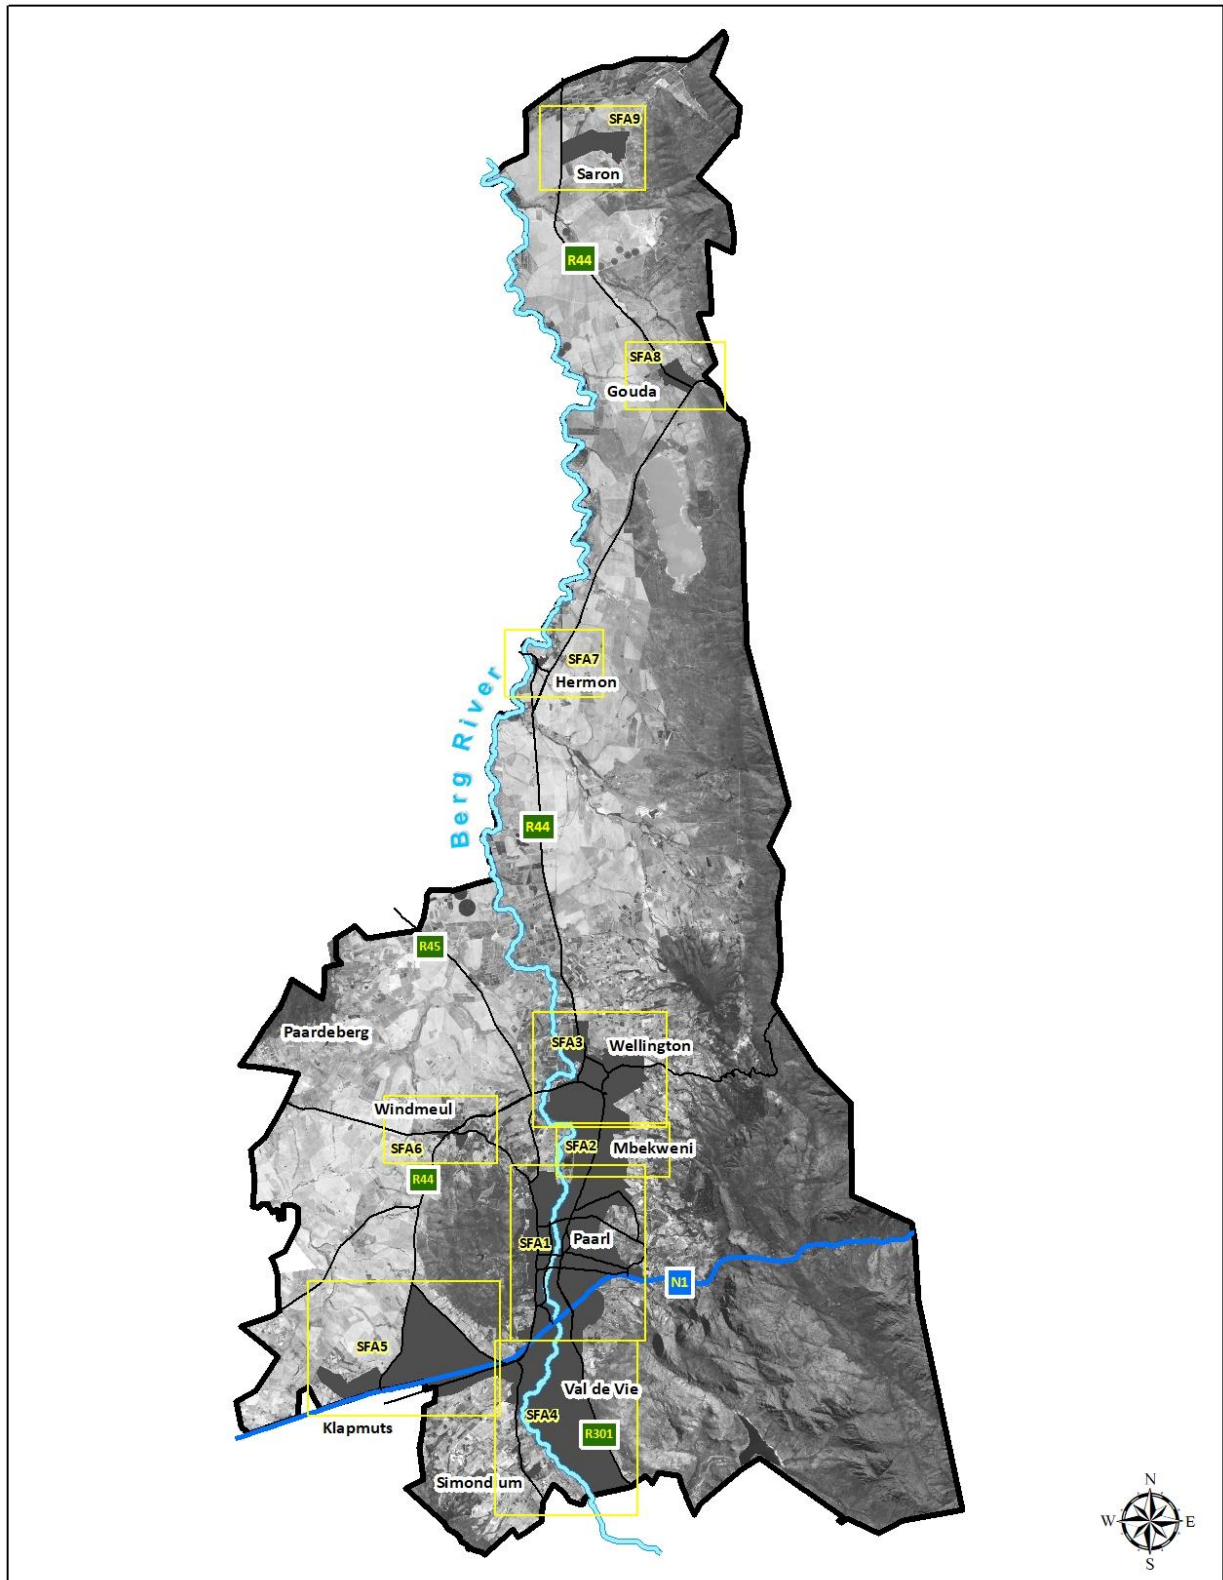 SFA9
Saron
R44
SFA8
Gouda
SFA7
Hermon
Berg River
R44
R45
Paardeberg
SFA3
Wellington
Windmeul
SFA6
SFA2
Mbekweni
R44
SFA1
Paarl
N1
SFA5
Val de Vie
SFA4
Klapmuts
R301
Simondium
N
W
E
S